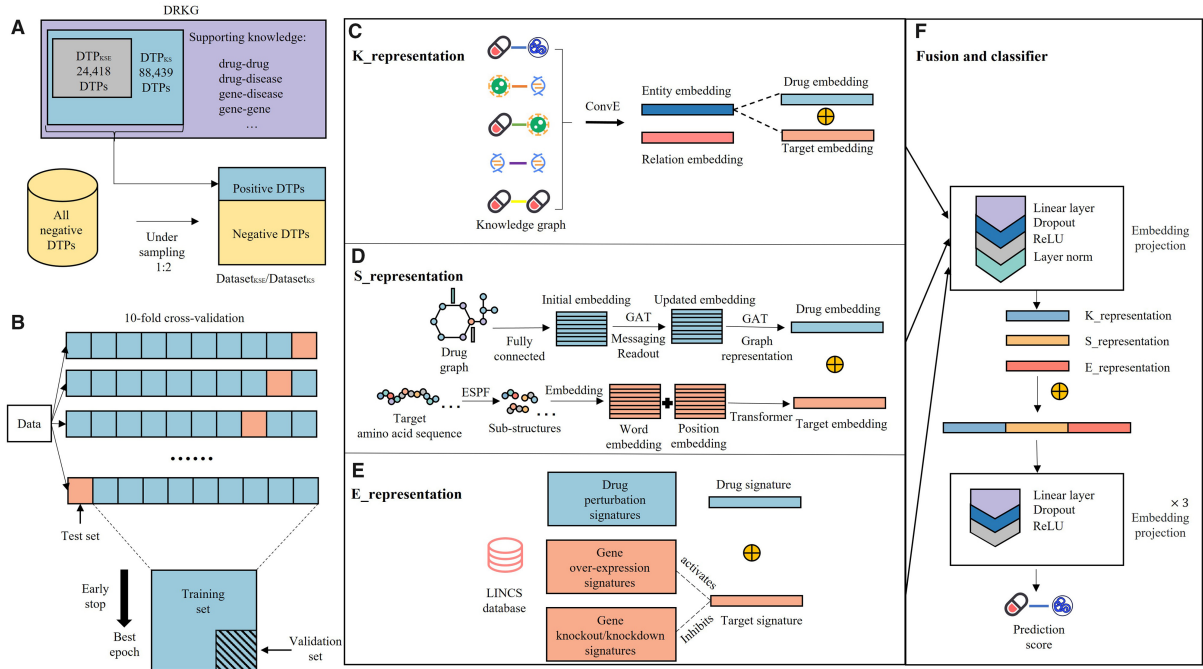 A
DRKG
DTPKSE
24,418
DTPs
DTPKS
88,439
DTPs
Supporting knowledge:
drug-drug
drug-disease
gene-disease
gene-gene
...
All
negative
DTPs
Under
sampling
1:2
Positive DTPs
Negative DTPs
DatasetKSE/DatasetKS
B
10-fold cross-validation
Data
......
Test set
Early
stop
Best
epoch
Training
set
Validation
set
C
K_representation
Knowledge graph
ConvE
Entity embedding
Relation embedding
Drug embedding
Target embedding
D
S_representation
Drug
graph
Fully
connected
Initial embedding
GAT
Messaging
Readout
Updated embedding
GAT
Graph
representation
Drug embedding
Target
amino acid sequence
...
ESPF
Sub-structures
...
Embedding
Word
embedding
Position
embedding
Transformer
Target embedding
E
E_representation
LINCS
database
Drug
perturbation
signatures
Gene
over-expression
signatures
Gene
knockout/knockdown
signatures
activates
Inhibits
Drug signature
Target signature
F
Fusion and classifier
Linear layer
Dropout
ReLU
Layer norm
Embedding
projection
K_representation
S_representation
E_representation
Linear layer
Dropout
ReLU
× 3
Embedding
projection
Prediction
score